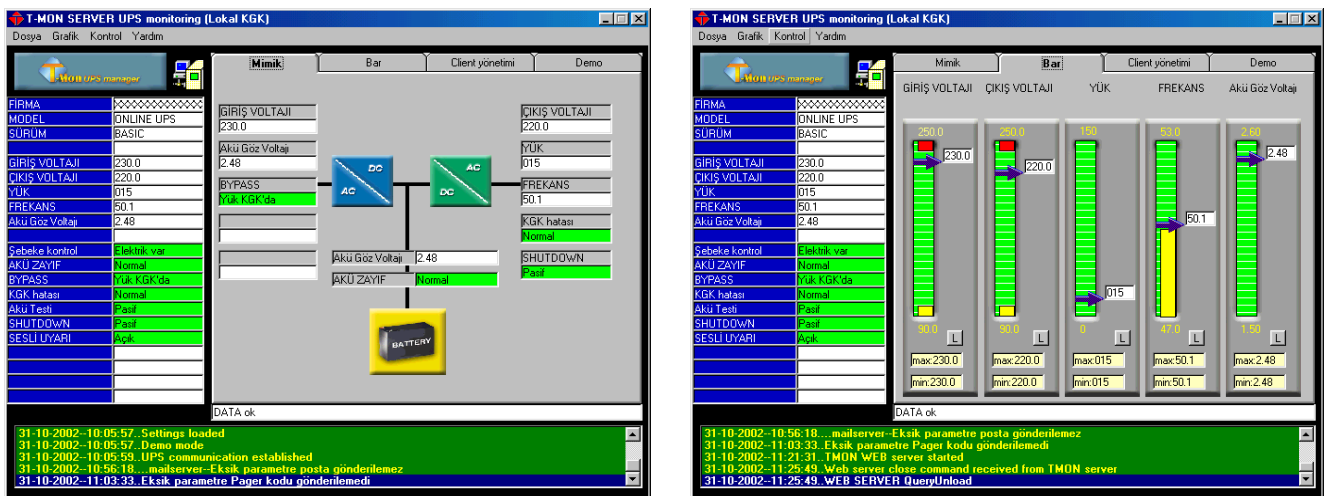 T-MON SERVER UPS monitoring (Lokal KGK)
Dosya Grafik Kontrol Yardım
T-Mon UPS manager
Mimik Bar Client yönetimi Demo
FİRMA XXXXXXXXXXXX
MODEL ONLINE UPS
SÜRÜM BASIC
GİRİŞ VOLTAJI 230.0
ÇIKIŞ VOLTAJI 220.0
YÜK 015
FREKANS 50.1
Akü Göz Voltajı 2.48
Şebeke kontrol Elektrik var
AKÜ ZAYIF Normal
BYPASS Yük KGK'da
KGK hatası Normal
Akü Testi Pasif
SHUTDOWN Pasif
SESLİ UYARI Açık
GİRİŞ VOLTAJI
230.0
Akü Göz Voltajı
2.48
BYPASS
Yük KGK'da
DC
AC
AC
DC
ÇIKIŞ VOLTAJI
220.0
YÜK
015
FREKANS
50.1
KGK hatası
Normal
SHUTDOWN
Pasif
Akü Göz Voltajı 2.48
AKÜ ZAYIF Normal
BATTERY
DATA ok
31-10-2002--10:05:57..Settings loaded
31-10-2002--10:05:57..Demo mode
31-10-2002--10:05:59..UPS communication established
31-10-2002--10:56:18....mailserver--Eksik parametre posta gönderilemez
31-10-2002--11:03:33..Eksik parametre Pager kodu gönderilemedi
T-MON SERVER UPS monitoring (Lokal KGK)
Dosya Grafik Kontrol Yardım
T-Mon UPS manager
Mimik Bar Client yönetimi Demo
FİRMA XXXXXXXXXXXX
MODEL ONLINE UPS
SÜRÜM BASIC
GİRİŞ VOLTAJI 230.0
ÇIKIŞ VOLTAJI 220.0
YÜK 015
FREKANS 50.1
Akü Göz Voltajı 2.48
Şebeke kontrol Elektrik var
AKÜ ZAYIF Normal
BYPASS Yük KGK'da
KGK hatası Normal
Akü Testi Pasif
SHUTDOWN Pasif
SESLİ UYARI Açık
GİRİŞ VOLTAJI ÇIKIŞ VOLTAJI YÜK FREKANS Akü Göz Voltajı
250.0 250.0 150 53.0 2.60
230.0 220.0 015 50.1 2.48
90.0 90.0 0 47.0 1.50
L L L L L
max:230.0 max:220.0 max:015 max:50.1 max:2.48
min:230.0 min:220.0 min:015 min:50.1 min:2.48
DATA ok
31-10-2002--10:56:18....mailserver--Eksik parametre posta gönderilemez
31-10-2002--11:03:33..Eksik parametre Pager kodu gönderilemedi
31-10-2002--11:21:31..TMON WEB server started
31-10-2002--11:25:49..Web server close command received from TMON server
31-10-2002--11:25:49..WEB SERVER QueryUnload